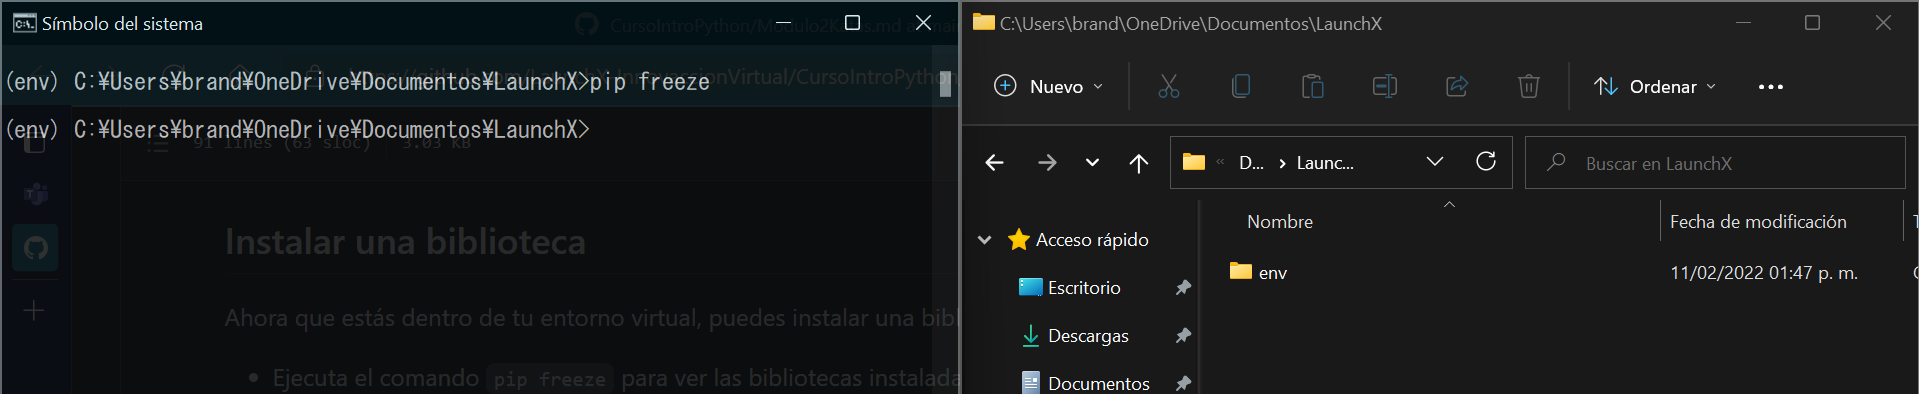 Símbolo del sistema
CursoIntroPython/Módulo2K
.md a
mai
(env) C:¥Users¥brand¥OneDrive¥Documentos¥LaunchX>pip freeze
(env) C:¥Users¥brand¥OneDrive¥Documentos¥LaunchX>
91 lines (63 sloc) 3.03 KB
Instalar una biblioteca
Ahora que estás dentro de tu entorno virtual, puedes instalar una bibl
• Ejecuta el comando pip freeze para ver las bibliotecas instalada
C:\Users\brand\OneDrive\Documentos\LaunchX
Nuevo
Ordenar
« D... › Launc...
Buscar en LaunchX
Nombre
Fecha de modificación
Acceso rápido
env
11/02/2022 01:47 p. m.
Escritorio
Descargas
Documentos